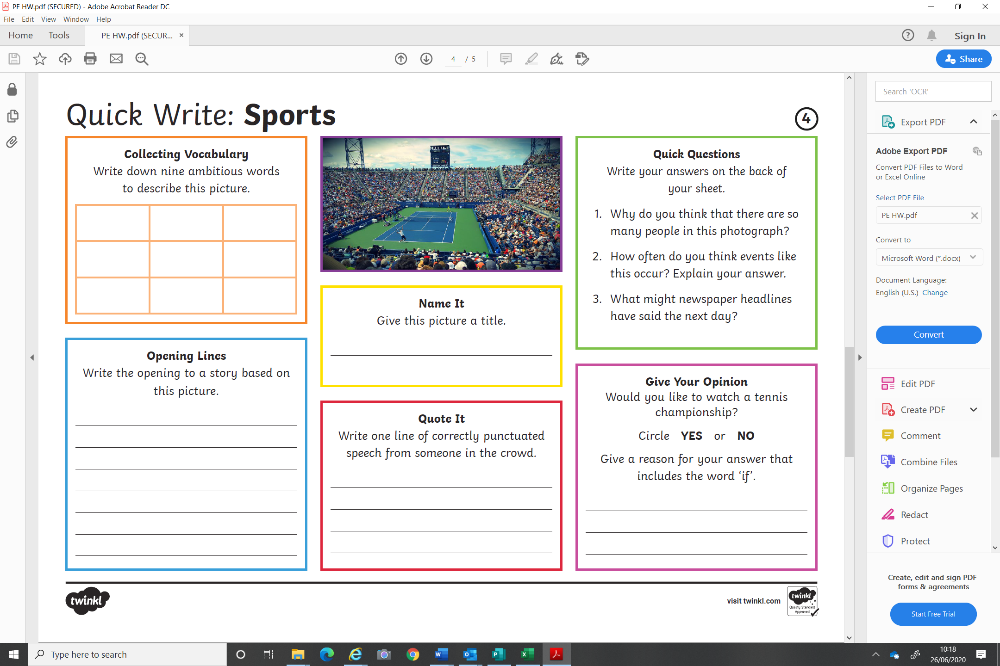 PE HW.pdf (SECURED) - Adobe Acrobat Reader DC
File Edit View Window Help
Home Tools PE HW.pdf (SECUR... Sign In
4 / 5
Share
Quick Write: Sports
4
Collecting Vocabulary
Write down nine ambitious words
to describe this picture.
Opening Lines
Write the opening to a story based on
this picture.
Name It
Give this picture a title.
Quote It
Write one line of correctly punctuated
speech from someone in the crowd.
Quick Questions
Write your answers on the back of
your sheet.
1. Why do you think that there are so
many people in this photograph?
2. How often do you think events like
this occur? Explain your answer.
3. What might newspaper headlines
have said the next day?
Give Your Opinion
Would you like to watch a tennis
championship?
Circle YES or NO
Give a reason for your answer that
includes the word ‘if’.
twinkl
visit twinkl.com
twinkl
Quality Standard
Approved
Search 'OCR'
Export PDF
Adobe Export PDF
Convert PDF Files to Word
or Excel Online
Select PDF File
PE HW.pdf
Convert to
Microsoft Word (*.docx)
Document Language:
English (U.S.) Change
Convert
Edit PDF
Create PDF
Comment
Combine Files
Organize Pages
Redact
Protect
Create, edit and sign PDF
forms & agreements
Start Free Trial
Type here to search
10:18
26/06/2020